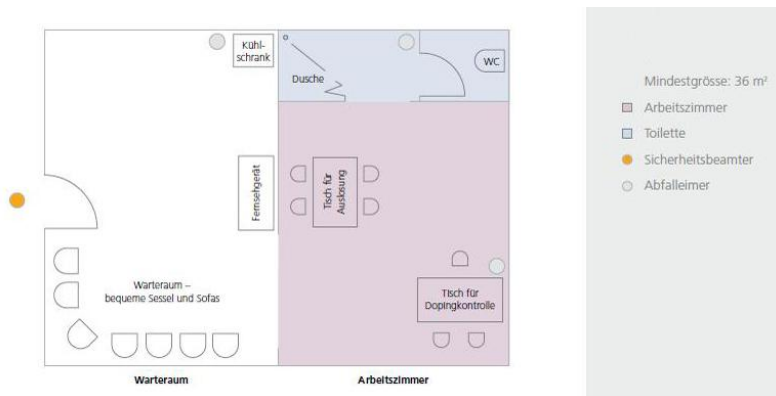 Kühl-
schrank
Dusche
WC
Fernsehgerät
Tisch für
Auslosung
Warteraum –
bequeme Sessel und Sofas
Tisch für
Dopingkontrolle
Warteraum
Arbeitszimmer
Mindestgrösse: 36 m²
Arbeitszimmer
Toilette
Sicherheitsbeamter
Abfalleimer